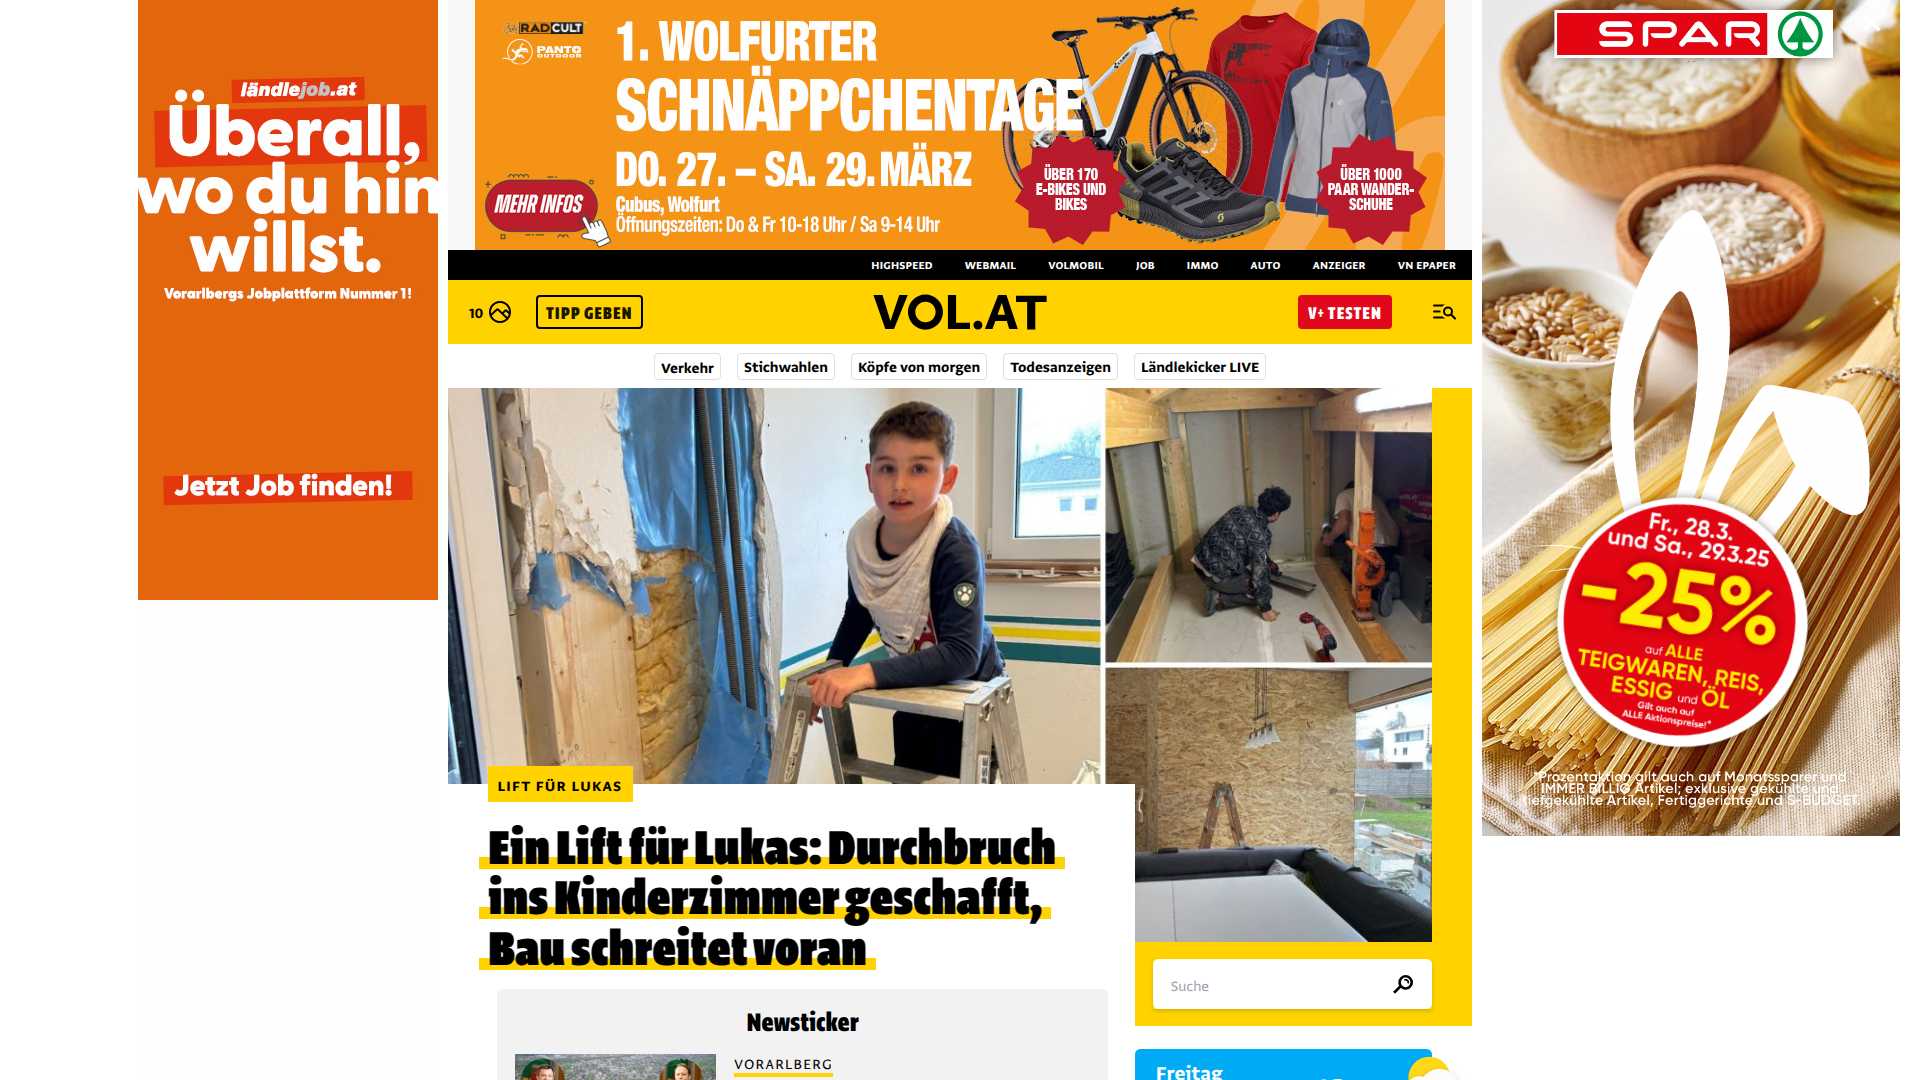 ländlejob.at
Überall,
wo du hin
willst.
Vorarlbergs Jobplattform Nummer 1!
Jetzt Job finden!
RADCULT
PANTO
OUTDOOR
1. WOLFURTER
SCHNÄPPCHENTAGE
DO. 27. – SA. 29. MÄRZ
MEHR INFOS
Cubus, Wolfurt
Öffnungszeiten: Do & Fr 10-18 Uhr / Sa 9-14 Uhr
ÜBER 170
E-BIKES UND
BIKES
ÜBER 1000
PAAR WANDER-
SCHUHE
HIGHSPEED WEBMAIL VOLMOBIL JOB IMMO AUTO ANZEIGER VN EPAPER
10 TIPP GEBEN VOL.AT V+ TESTEN
Verkehr Stichwahlen Köpfe von morgen Todesanzeigen Ländlekicker LIVE
LIFT FÜR LUKAS
Ein Lift für Lukas: Durchbruch
ins Kinderzimmer geschafft,
Bau schreitet voran
Suche
Newsticker
VORARLBERG
Freitag
SPAR
Fr., 28.3.
und Sa., 29.3.25
-25%
auf ALLE
TEIGWAREN, REIS,
ESSIG und ÖL
Gilt auch auf
ALLE Aktionspreise!*
*Prozentaktion gilt auch auf Monatssparer und
IMMER BILLIG Artikel; exklusive gekühlte und
tiefgekühlte Artikel, Fertiggerichte und S-BUDGET.